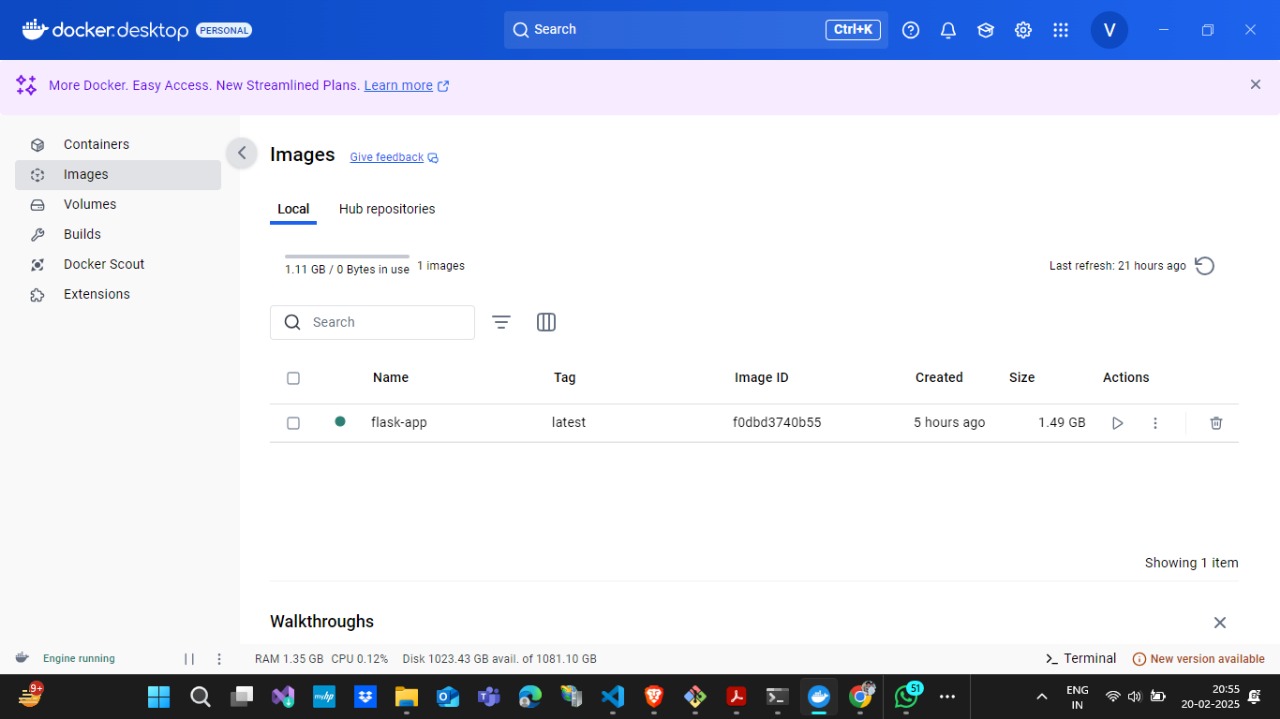 docker.desktop PERSONAL Search Ctrl+K V
More Docker. Easy Access. New Streamlined Plans. Learn more
Containers
Images
Volumes
Builds
Docker Scout
Extensions
Images Give feedback
Local Hub repositories
1.11 GB / 0 Bytes in use 1 images Last refresh: 21 hours ago
Search
Name Tag Image ID Created Size Actions
flask-app latest f0dbd3740b55 5 hours ago 1.49 GB
Showing 1 item
Walkthroughs
Engine running RAM 1.35 GB CPU 0.12% Disk 1023.43 GB avail. of 1081.10 GB Terminal New version available
9+ myhp 51 ENG 20:55
IN 20-02-2025